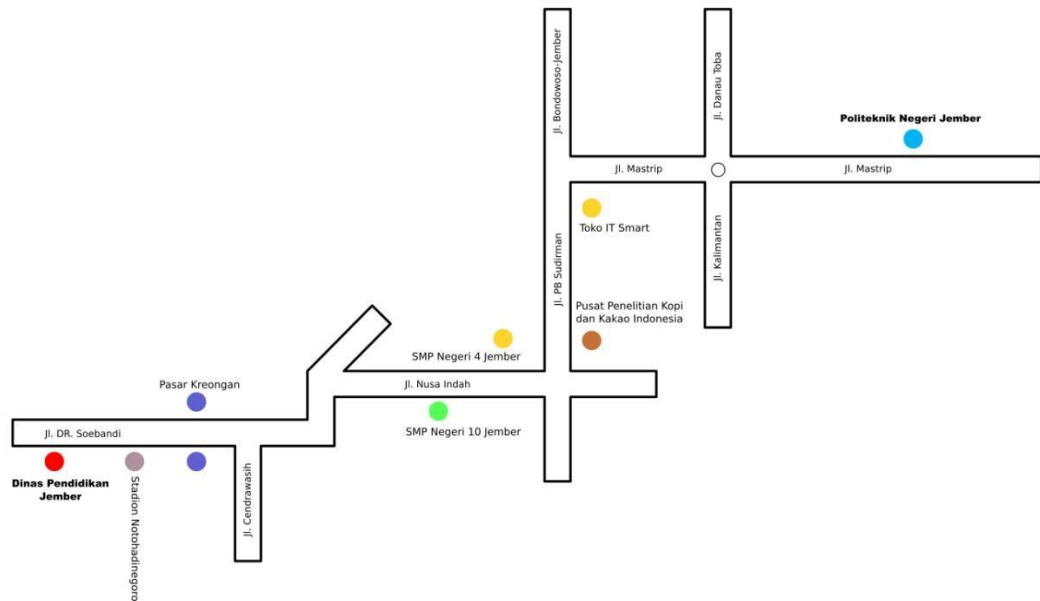 Jl. Bondowoso-Jember
Jl. Danau Toba
Politeknik Negeri Jember
Jl. Mastrip
Jl. Mastrip
Toko IT Smart
Jl. PB Sudirman
Jl. Kalimantan
Pusat Penelitian Kopi
dan Kakao Indonesia
SMP Negeri 4 Jember
Pasar Kreongan
Jl. Nusa Indah
SMP Negeri 10 Jember
Jl. DR. Soebandi
Dinas Pendidikan
Jember
Stadion Notohadinegoro
Jl. Cendrawasih